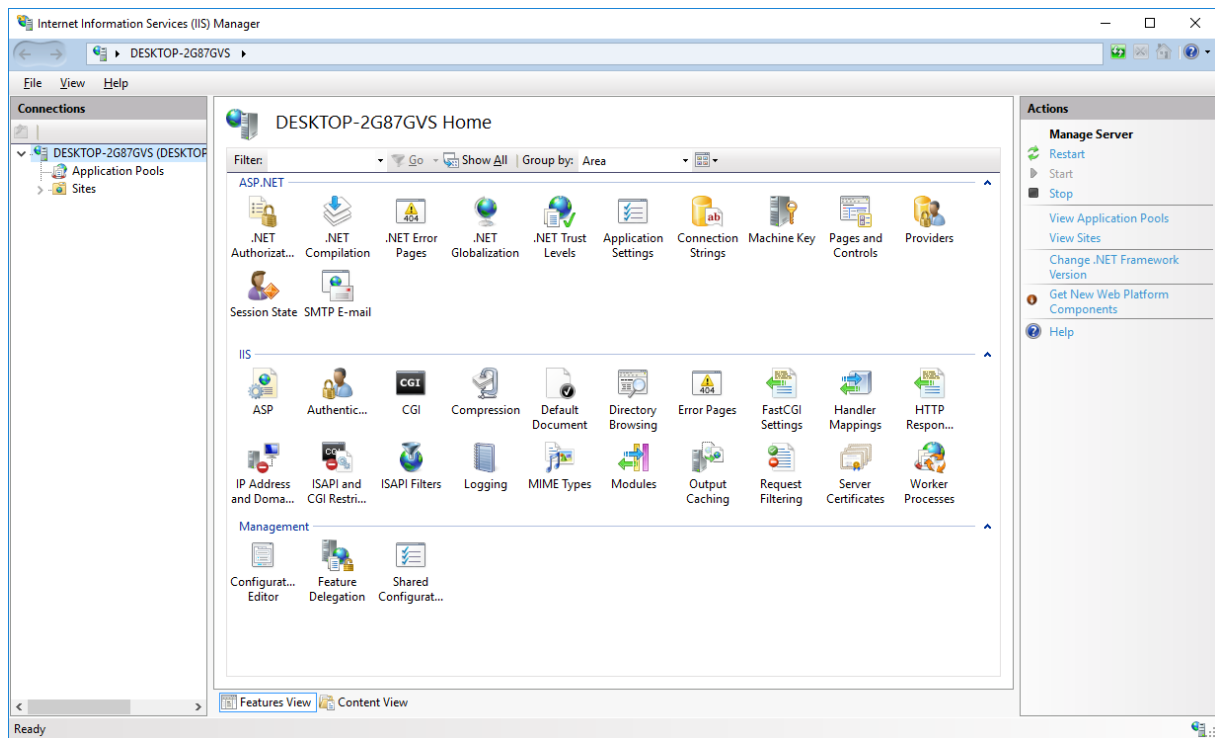 Internet Information Services (IIS) Manager
DESKTOP-2G87GVS
File View Help
Connections
DESKTOP-2G87GVS (DESKTOP
Application Pools
Sites
DESKTOP-2G87GVS Home
Filter: Go Show All Group by: Area
ASP.NET
.NET Authorizat...
.NET Compilation
.NET Error Pages
.NET Globalization
.NET Trust Levels
Application Settings
Connection Strings
Machine Key
Pages and Controls
Providers
Session State
SMTP E-mail
IIS
ASP
Authentic...
CGI
Compression
Default Document
Directory Browsing
Error Pages
FastCGI Settings
Handler Mappings
HTTP Respon...
IP Address and Doma...
ISAPI and CGI Restri...
ISAPI Filters
Logging
MIME Types
Modules
Output Caching
Request Filtering
Server Certificates
Worker Processes
Management
Configurat... Editor
Feature Delegation
Shared Configurat...
Features View
Content View
Actions
Manage Server
Restart
Start
Stop
View Application Pools
View Sites
Change .NET Framework
Version
Get New Web Platform
Components
Help
Ready